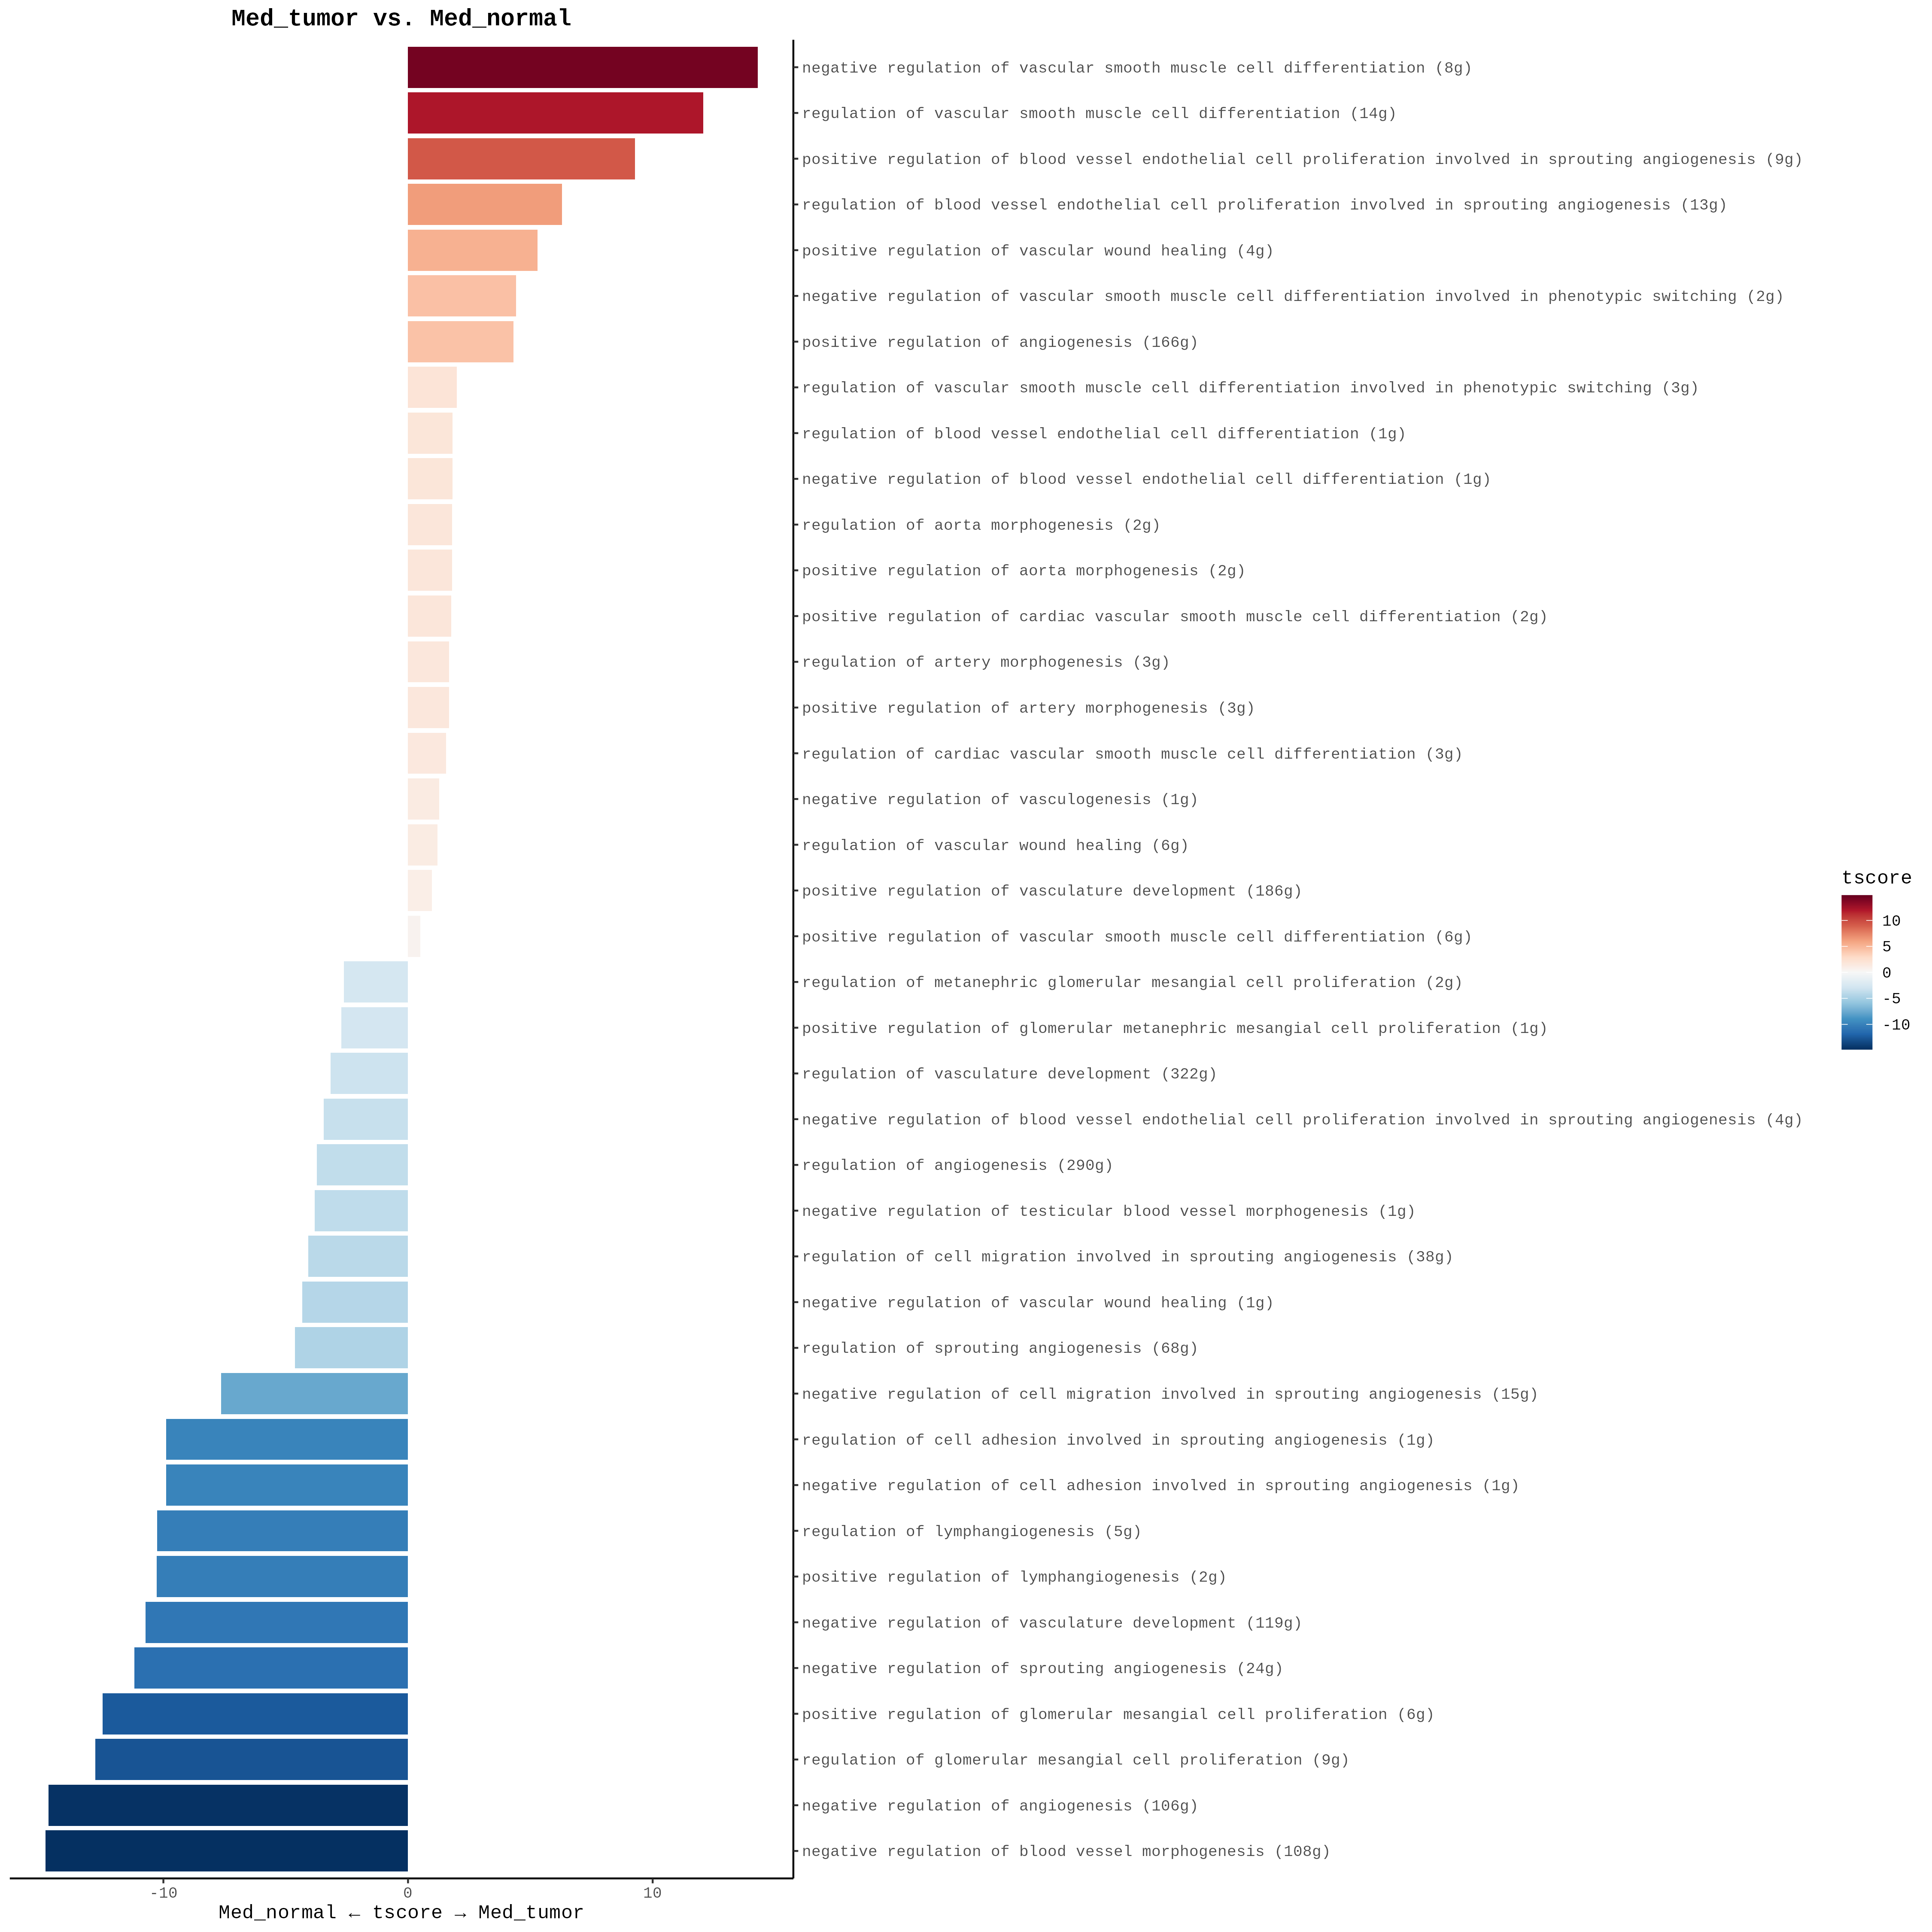 Med_tumor vs. Med_normal
negative regulation of vascular smooth muscle cell differentiation (8g)
regulation of vascular smooth muscle cell differentiation (14g)
positive regulation of blood vessel endothelial cell proliferation involved in sprouting angiogenesis (9g)
regulation of blood vessel endothelial cell proliferation involved in sprouting angiogenesis (13g)
positive regulation of vascular wound healing (4g)
negative regulation of vascular smooth muscle cell differentiation involved in phenotypic switching (2g)
positive regulation of angiogenesis (166g)
regulation of vascular smooth muscle cell differentiation involved in phenotypic switching (3g)
regulation of blood vessel endothelial cell differentiation (1g)
negative regulation of blood vessel endothelial cell differentiation (1g)
regulation of aorta morphogenesis (2g)
positive regulation of aorta morphogenesis (2g)
positive regulation of cardiac vascular smooth muscle cell differentiation (2g)
regulation of artery morphogenesis (3g)
positive regulation of artery morphogenesis (3g)
regulation of cardiac vascular smooth muscle cell differentiation (3g)
negative regulation of vasculogenesis (1g)
regulation of vascular wound healing (6g)
positive regulation of vasculature development (186g)
positive regulation of vascular smooth muscle cell differentiation (6g)
regulation of metanephric glomerular mesangial cell proliferation (2g)
positive regulation of glomerular metanephric mesangial cell proliferation (1g)
regulation of vasculature development (322g)
negative regulation of blood vessel endothelial cell proliferation involved in sprouting angiogenesis (4g)
regulation of angiogenesis (290g)
negative regulation of testicular blood vessel morphogenesis (1g)
regulation of cell migration involved in sprouting angiogenesis (38g)
negative regulation of vascular wound healing (1g)
regulation of sprouting angiogenesis (68g)
negative regulation of cell migration involved in sprouting angiogenesis (15g)
regulation of cell adhesion involved in sprouting angiogenesis (1g)
negative regulation of cell adhesion involved in sprouting angiogenesis (1g)
regulation of lymphangiogenesis (5g)
positive regulation of lymphangiogenesis (2g)
negative regulation of vasculature development (119g)
negative regulation of sprouting angiogenesis (24g)
positive regulation of glomerular mesangial cell proliferation (6g)
regulation of glomerular mesangial cell proliferation (9g)
negative regulation of angiogenesis (106g)
negative regulation of blood vessel morphogenesis (108g)
-10 0 10
Med_normal ← tscore → Med_tumor
tscore
10
5
0
-5
-10